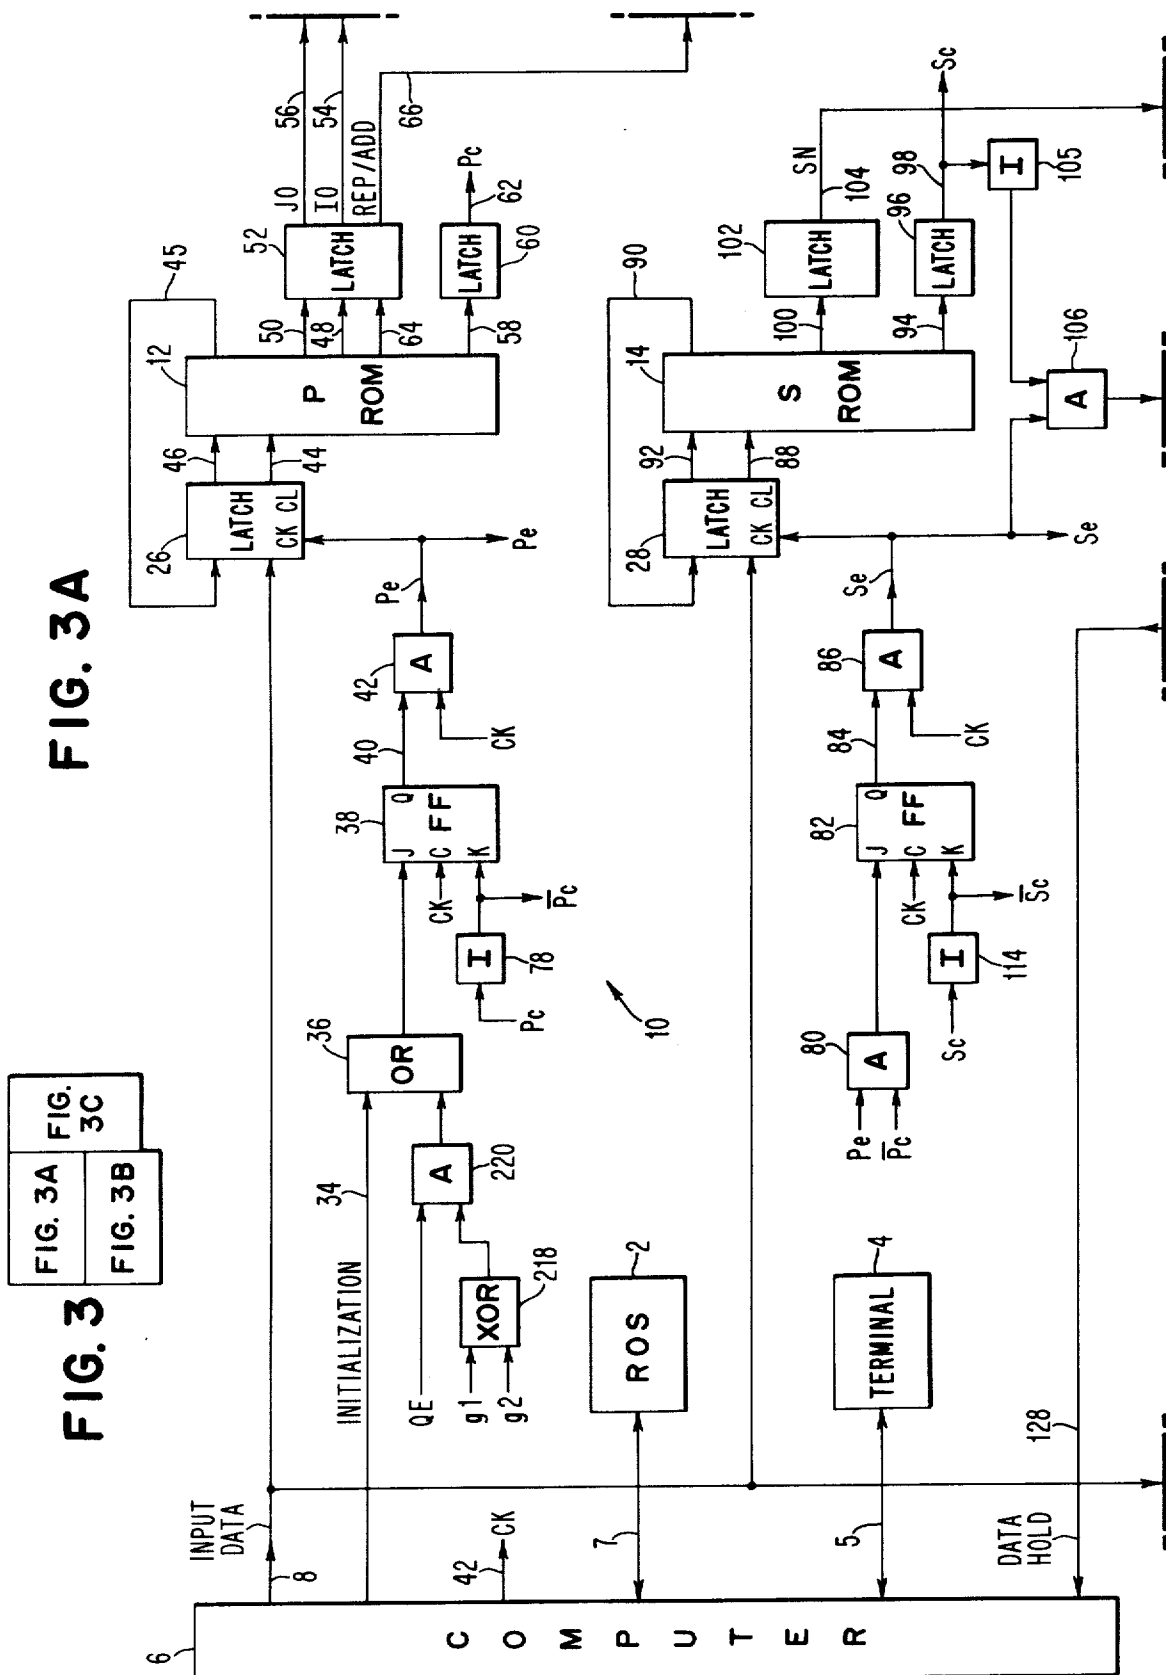 FIG. 3A
FIG. 3
FIG. 3A
FIG. 3B
FIG. 3C
6
COMPUTER
8
INPUT
DATA
INITIALIZATION
34
42
CK
7
ROS
2
5
TERMINAL
4
DATA
HOLD
128
QE
g1
g2
XOR
218
A
220
OR
36
10
Pc
I
78
P̅c
CK
J
C
K
FF
Q
38
40
A
42
CK
Pe
Pe
26
LATCH
CK CL
46
44
45
12
P
ROM
50
48
64
58
52
LATCH
JO
56
IO
54
REP/ADD
66
LATCH
60
62
Pc
Pe
P̅c
A
80
Sc
I
114
S̅c
CK
J
C
K
FF
Q
82
84
A
86
CK
Se
Se
28
LATCH
CK CL
92
88
90
14
S
ROM
100
94
102
LATCH
SN
104
LATCH
96
98
Sc
I
105
A
106